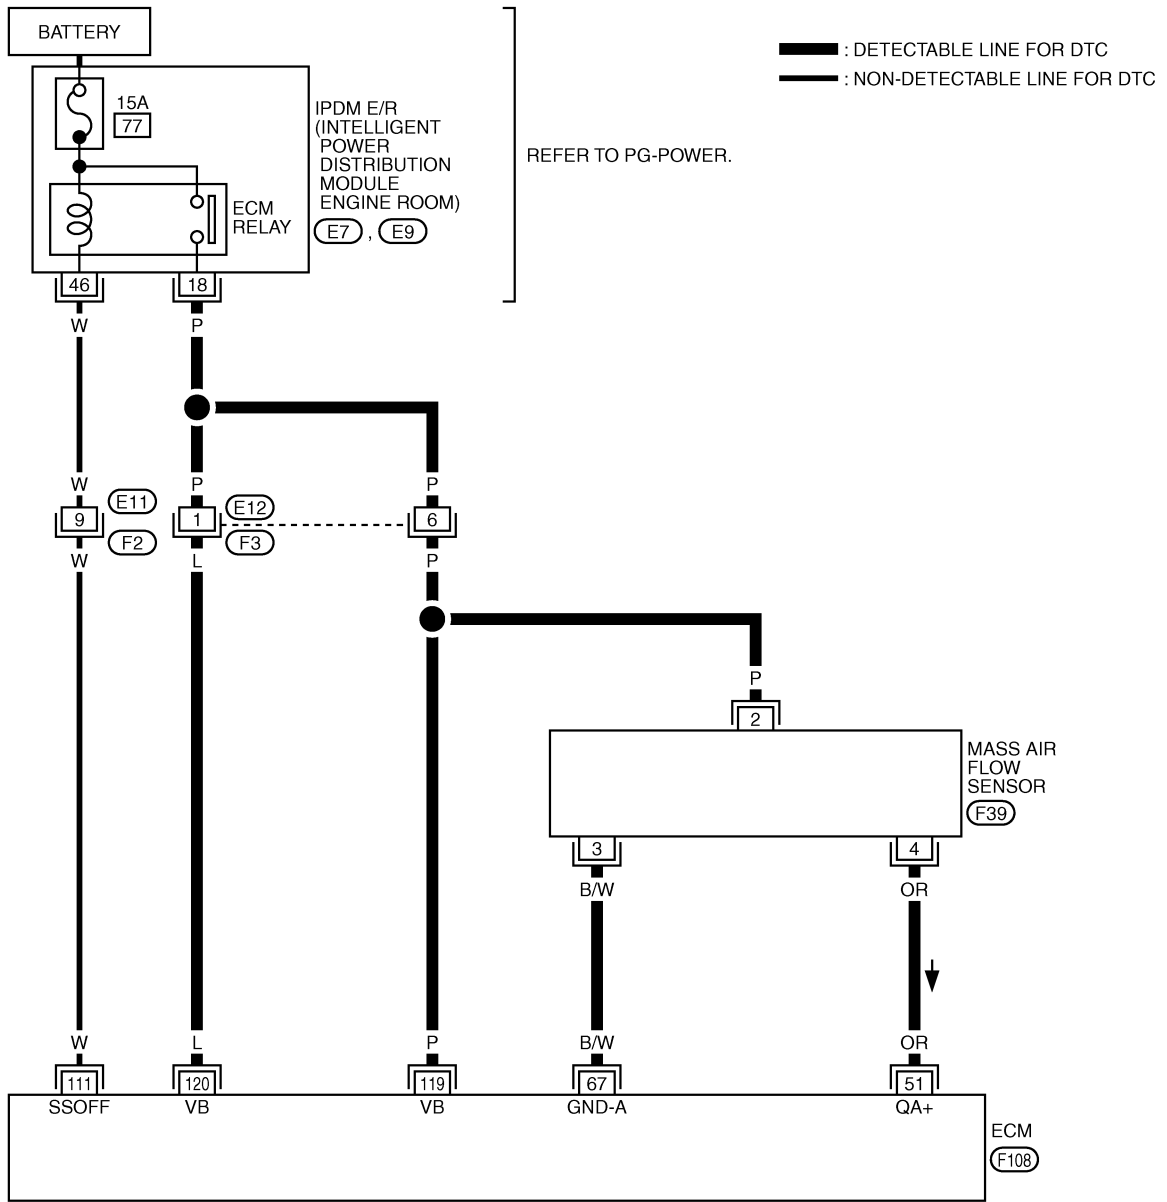 BATTERY
: DETECTABLE LINE FOR DTC
: NON-DETECTABLE LINE FOR DTC
15A
77
IPDM E/R
(INTELLIGENT
POWER
DISTRIBUTION
MODULE
ENGINE ROOM)
E7 , E9
REFER TO PG-POWER.
ECM
RELAY
46 18
W P
W P P
E11 E12
9 1 6
F2 F3
W L P
P
2
MASS AIR
FLOW
SENSOR
F39
3 4
B/W OR
W L P B/W OR
111 120 119 67 51
SSOFF VB VB GND-A QA+
ECM
F108